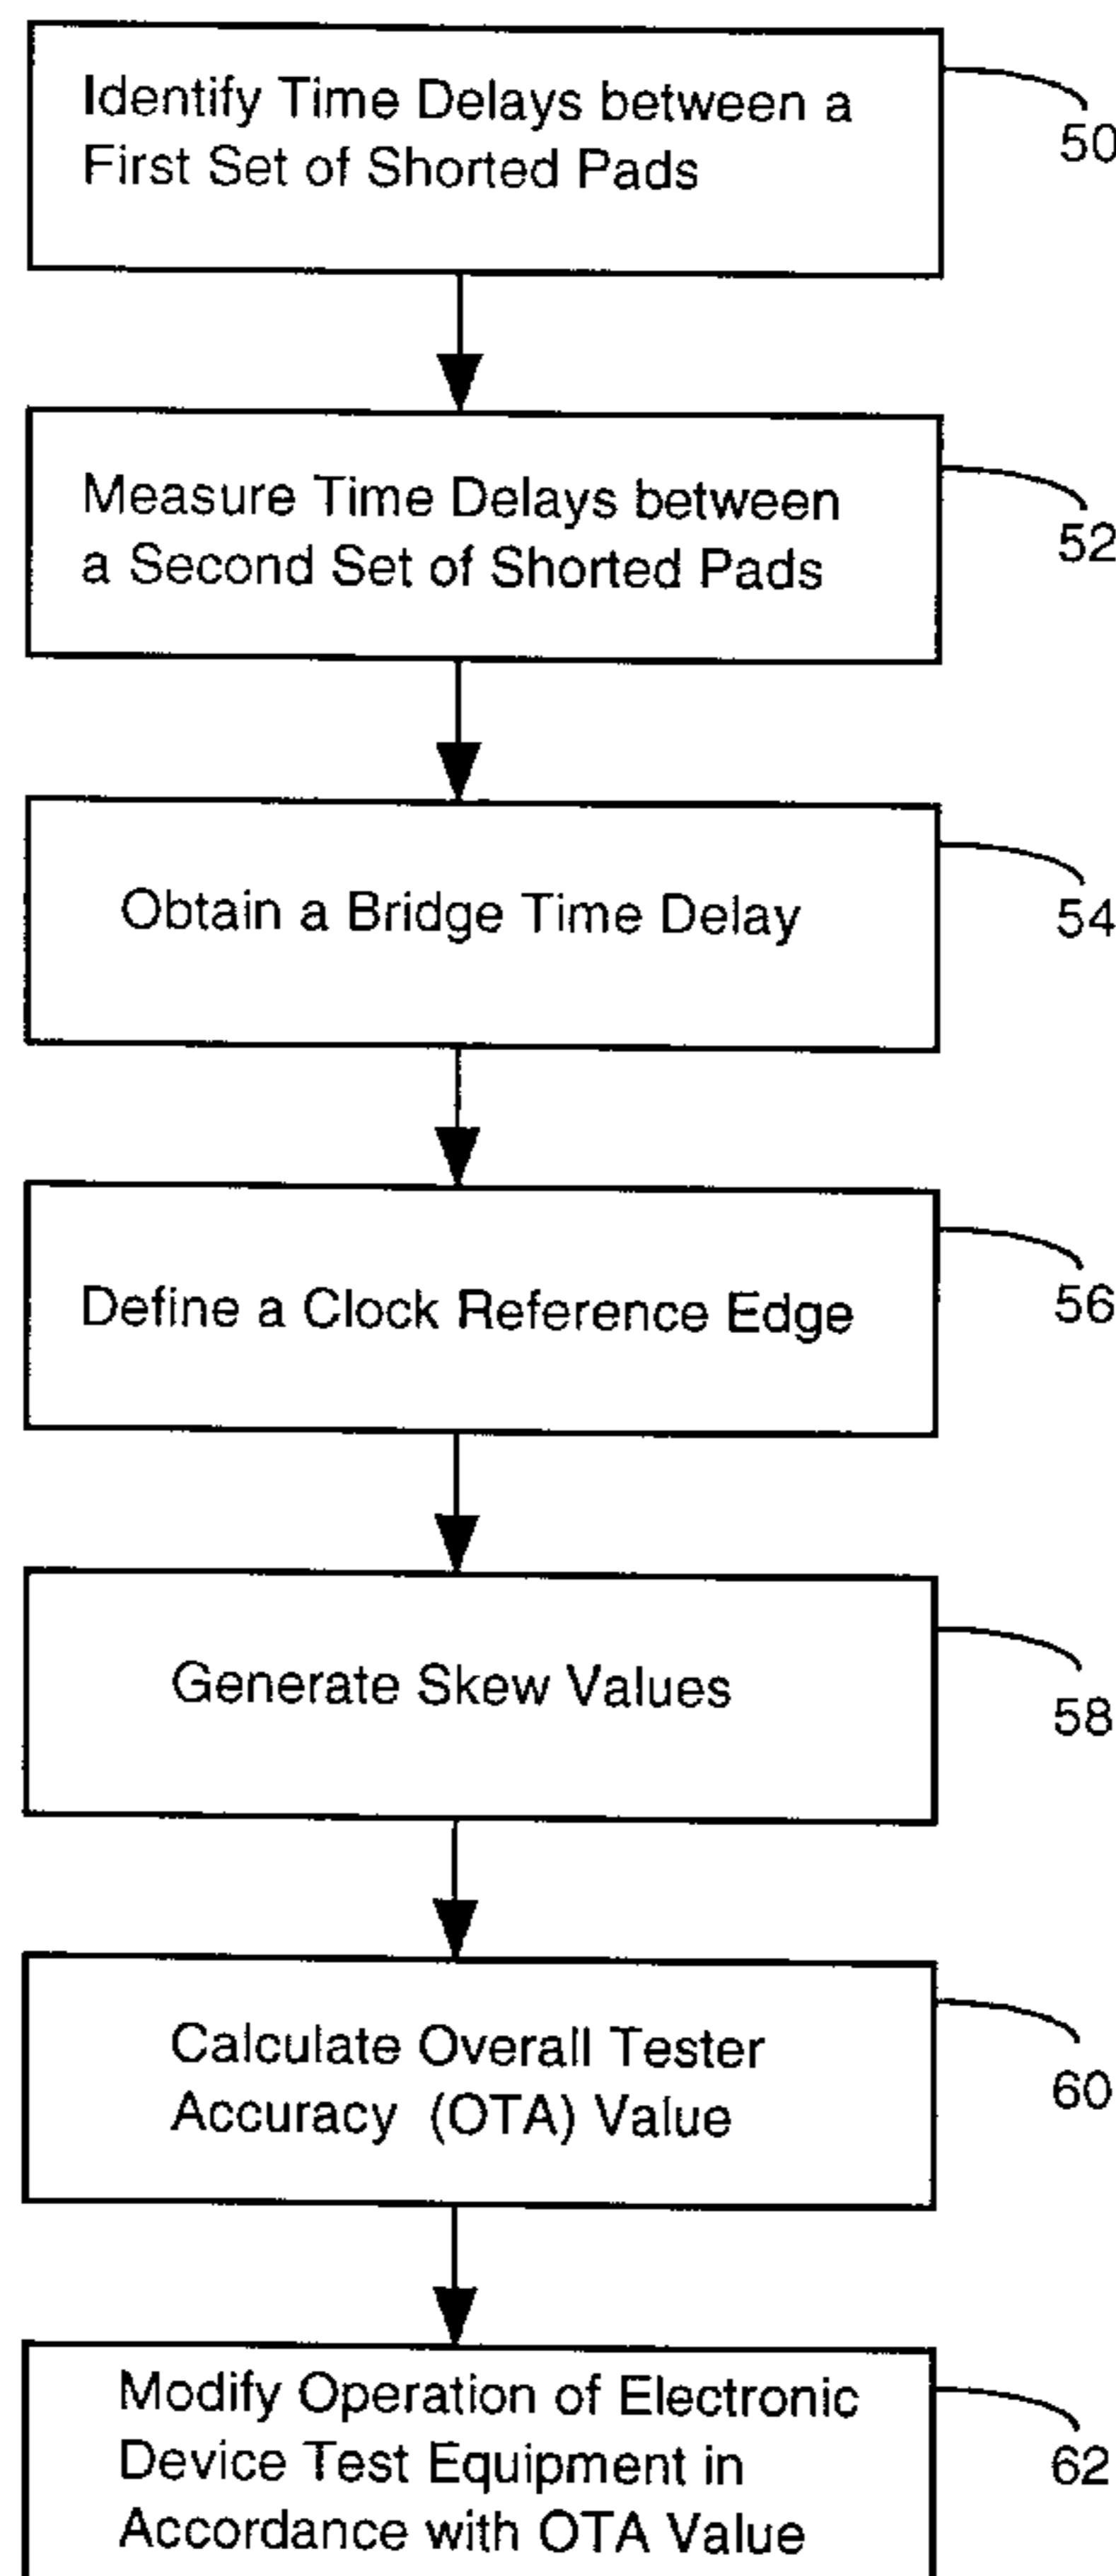 Identify Time Delays between a
First Set of Shorted Pads
50
Measure Time Delays between
a Second Set of Shorted Pads
52
Obtain a Bridge Time Delay
54
Define a Clock Reference Edge
56
Generate Skew Values
58
Calculate Overall Tester
Accuracy (OTA) Value
60
Modify Operation of Electronic
Device Test Equipment in
Accordance with OTA Value
62